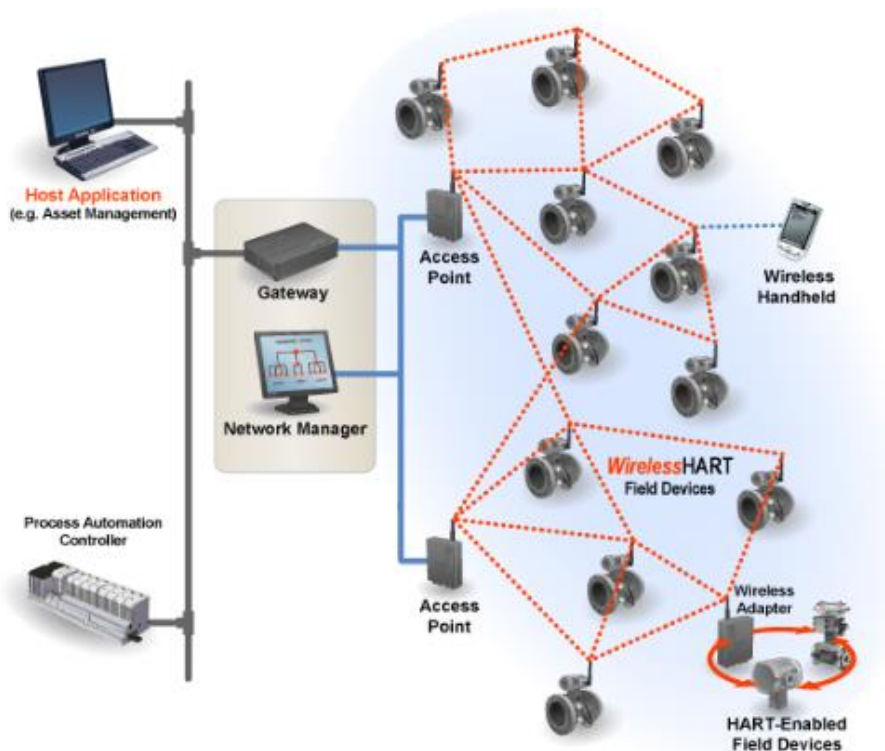 Host Application
(e.g. Asset Management)
Gateway
Network Manager
Process Automation
Controller
Access
Point
Wireless
Handheld
WirelessHART
Field Devices
Access
Point
Wireless
Adapter
HART-Enabled
Field Devices